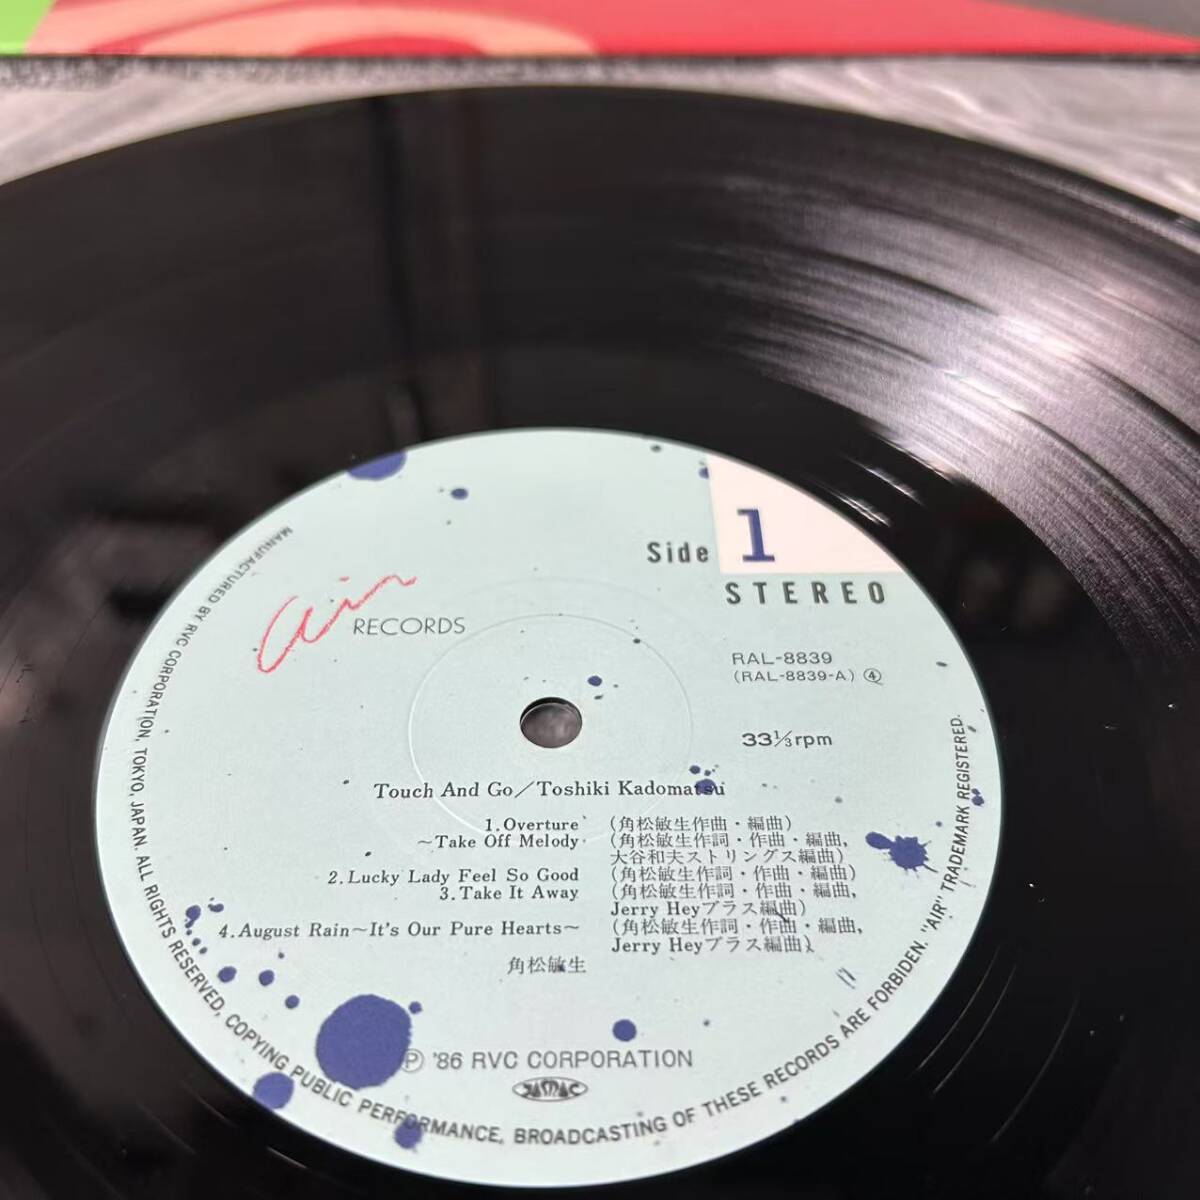 Side 1
STEREO
air RECORDS
RAL-8839
(RAL-8839-A) ④
33⅓rpm
Touch And Go/Toshiki Kadomatsu
1.Overture (角松敏生作曲・編曲)
~Take Off Melody (角松敏生作詞・作曲・編曲,
大谷和夫ストリングス編曲)
2.Lucky Lady Feel So Good (角松敏生作詞・作曲・編曲)
3.Take It Away (角松敏生作詞・作曲・編曲,
Jerry Heyブラス編曲)
4.August Rain~It's Our Pure Hearts~ (角松敏生作詞・作曲・編曲,
Jerry Heyブラス編曲)
角松敏生
Ⓟ '86 RVC CORPORATION
JASRAC
MANUFACTURED BY RVC CORPORATION, TOKYO, JAPAN. ALL RIGHTS RESERVED, COPYING PUBLIC PERFORMANCE, BROADCASTING OF THESE RECORDS ARE FORBIDDEN. "AIR" TRADEMARK REGISTERED.